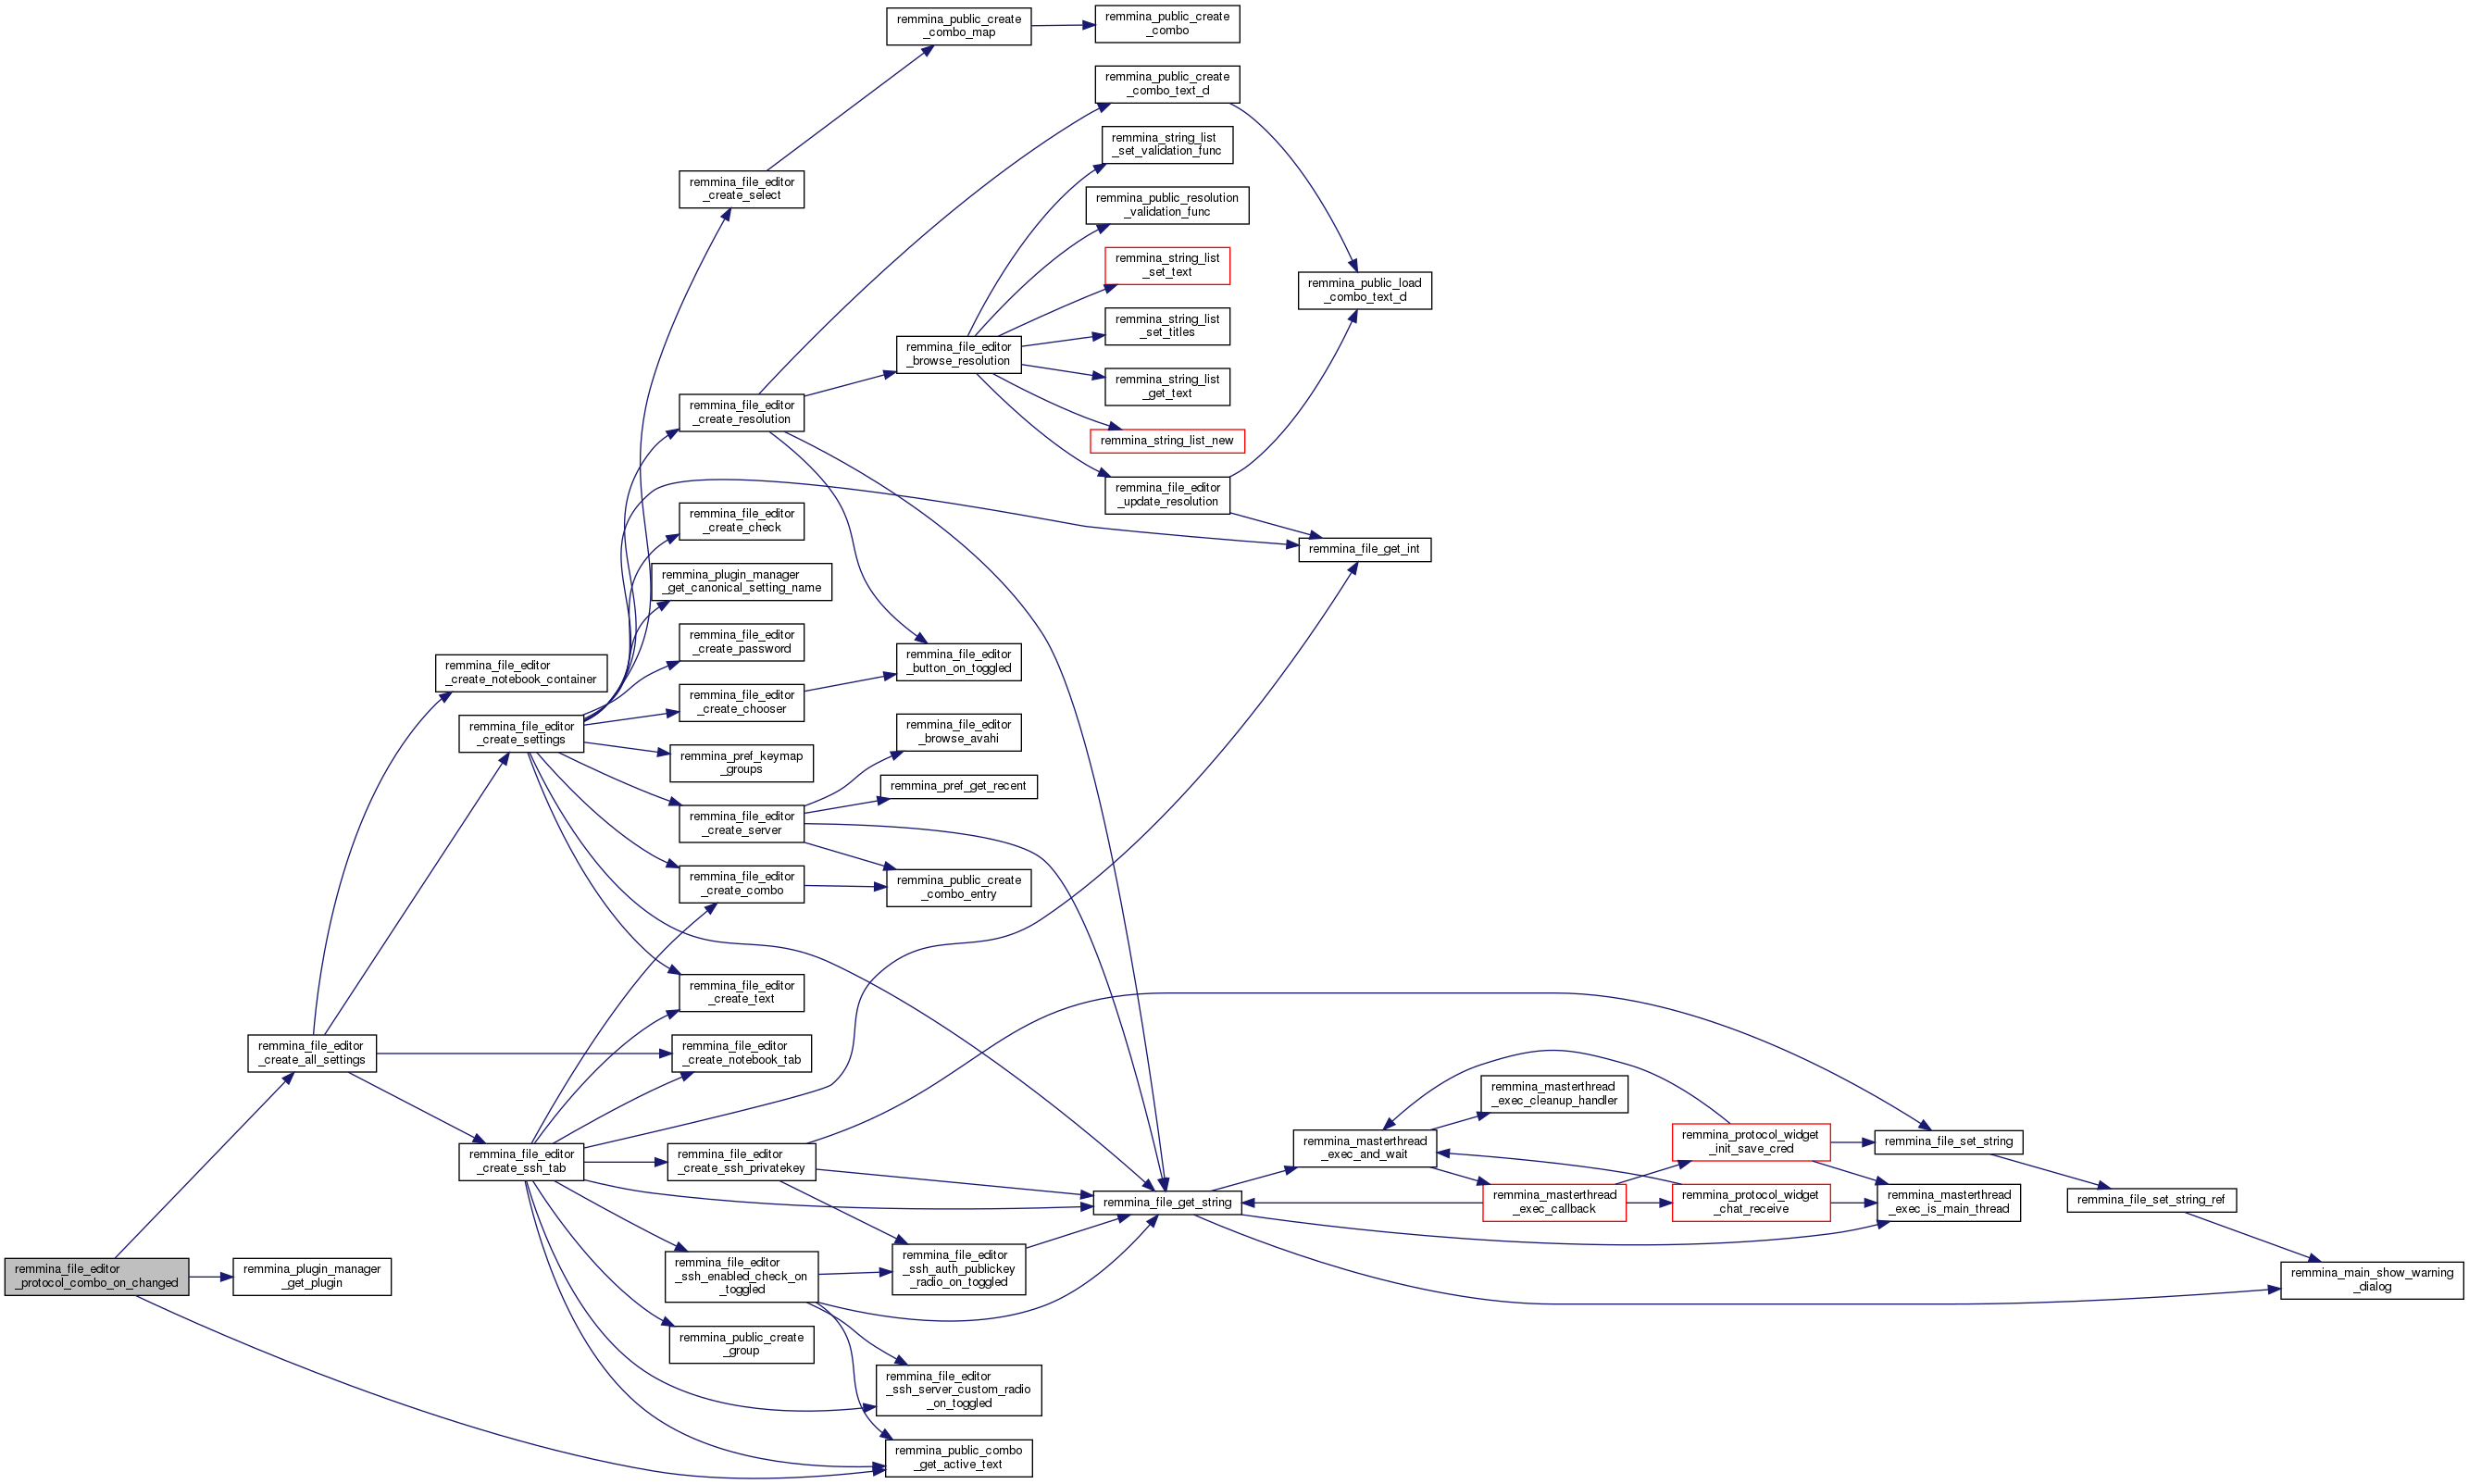 remmina_public_create
_combo_map
remmina_public_create
_combo
remmina_public_create
_combo_text_d
remmina_string_list
_set_validation_func
remmina_file_editor
_create_select
remmina_public_resolution
_validation_func
remmina_string_list
_set_text
remmina_public_load
_combo_text_d
remmina_string_list
_set_titles
remmina_file_editor
_browse_resolution
remmina_string_list
_get_text
remmina_file_editor
_create_resolution
remmina_string_list_new
remmina_file_editor
_update_resolution
remmina_file_editor
_create_check
remmina_file_get_int
remmina_plugin_manager
_get_canonical_setting_name
remmina_file_editor
_create_password
remmina_file_editor
_button_on_toggled
remmina_file_editor
_create_notebook_container
remmina_file_editor
_create_chooser
remmina_file_editor
_create_settings
remmina_file_editor
_browse_avahi
remmina_pref_keymap
_groups
remmina_pref_get_recent
remmina_file_editor
_create_server
remmina_file_editor
_create_combo
remmina_public_create
_combo_entry
remmina_file_editor
_create_text
remmina_file_editor
_create_all_settings
remmina_file_editor
_create_notebook_tab
remmina_masterthread
_exec_cleanup_handler
remmina_file_editor
_create_ssh_tab
remmina_file_editor
_create_ssh_privatekey
remmina_masterthread
_exec_and_wait
remmina_protocol_widget
_init_save_cred
remmina_file_set_string
remmina_file_get_string
remmina_masterthread
_exec_callback
remmina_protocol_widget
_chat_receive
remmina_masterthread
_exec_is_main_thread
remmina_file_set_string_ref
remmina_file_editor
_protocol_combo_on_changed
remmina_plugin_manager
_get_plugin
remmina_file_editor
_ssh_enabled_check_on
_toggled
remmina_file_editor
_ssh_auth_publickey
_radio_on_toggled
remmina_main_show_warning
_dialog
remmina_public_create
_group
remmina_file_editor
_ssh_server_custom_radio
_on_toggled
remmina_public_combo
_get_active_text